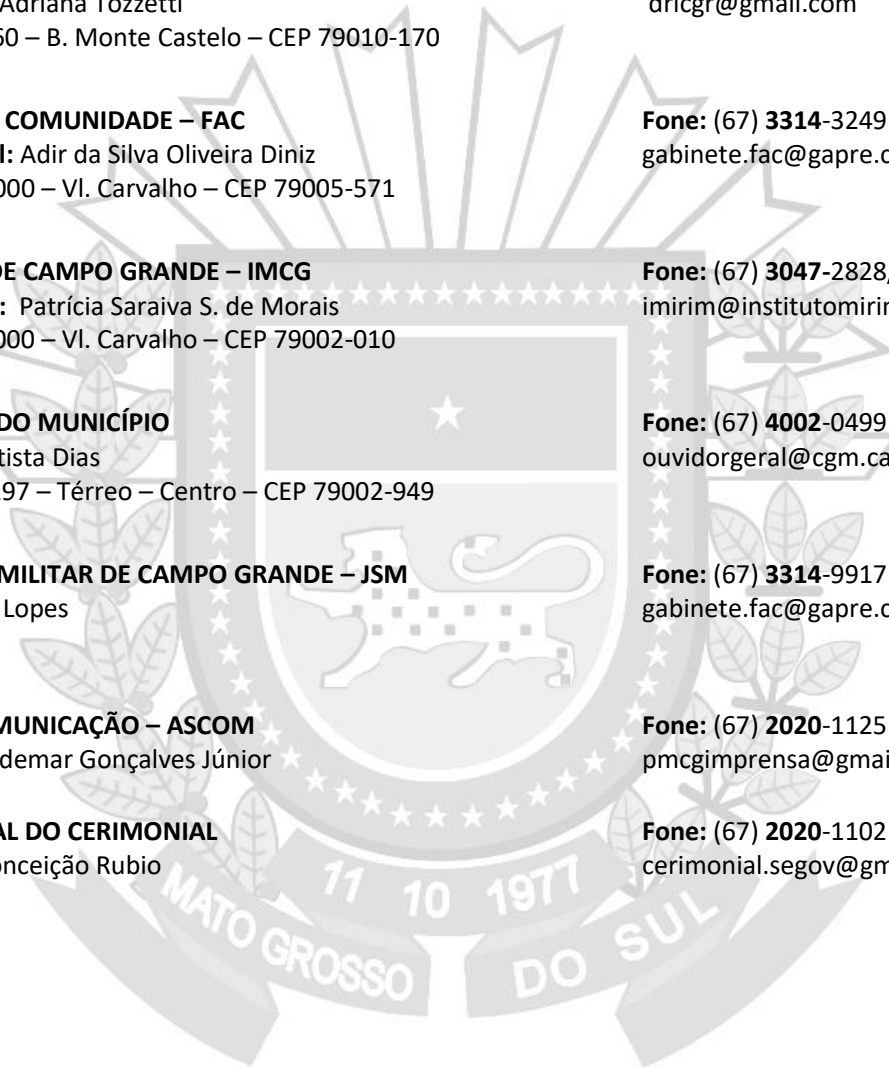 Adriana Tozzetti dricgr@gmail.com
60 – B. Monte Castelo – CEP 79010-170
COMUNIDADE – FAC Fone: (67) 3314-3249
l: Adir da Silva Oliveira Diniz gabinete.fac@gapre.c
000 – Vl. Carvalho – CEP 79005-571
DE CAMPO GRANDE – IMCG Fone: (67) 3047-2828/
: Patrícia Saraiva S. de Morais imirim@institutomirin
000 – Vl. Carvalho – CEP 79002-010
DO MUNICÍPIO Fone: (67) 4002-0499
tista Dias ouvidorgeral@cgm.ca
297 – Térreo – Centro – CEP 79002-949
MILITAR DE CAMPO GRANDE – JSM Fone: (67) 3314-9917
Lopes gabinete.fac@gapre.c
MUNICAÇÃO – ASCOM Fone: (67) 2020-1125
demar Gonçalves Júnior pmcgimprensa@gmai
AL DO CERIMONIAL Fone: (67) 2020-1102
onceição Rubio cerimonial.segov@gm
11 10 1977
MATO GROSSO DO SUL